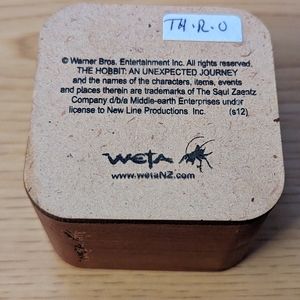 TH.R.O
© Warner Bros. Entertainment Inc. All rights reserved.
THE HOBBIT: AN UNEXPECTED JOURNEY
and the names of the characters, items, events
and places therein are trademarks of The Saul Zaentz
Company d/b/a Middle-earth Enterprises under
license to New Line Productions, Inc. (s12)
WETA
www.wetaNZ.com